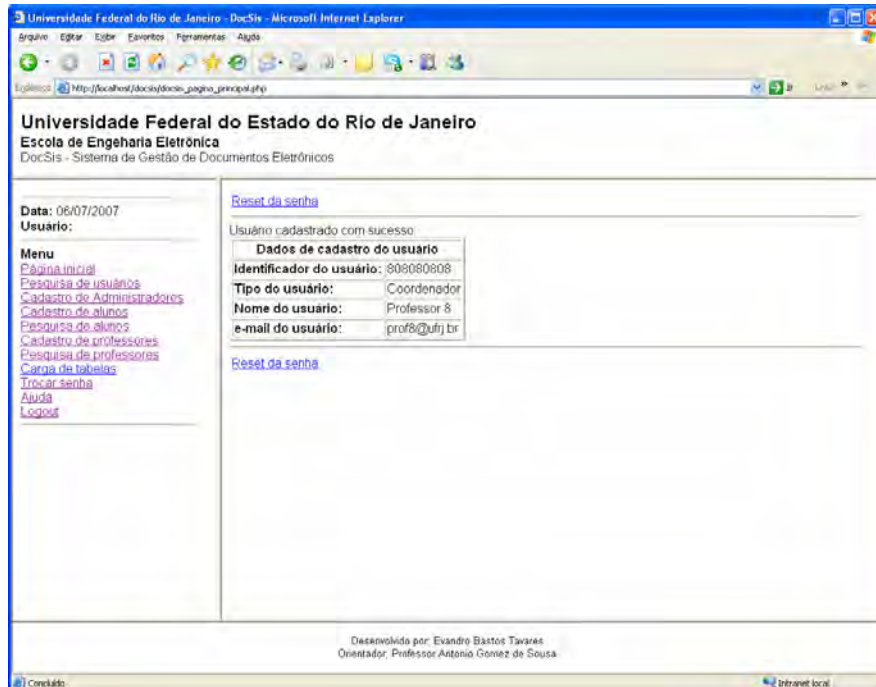 Universidade Federal do Rio de Janeiro - DocSis - Microsoft Internet Explorer
Arquivo Editar Exibir Favoritos Ferramentas Ajuda
Endereço http://localhost/docsis/docsis_pagina_principal.php
Universidade Federal do Estado do Rio de Janeiro
Escola de Engenharia Eletrônica
DocSis - Sistema de Gestão de Documentos Eletrônicos
Data: 06/07/2007
Usuário:
Menu
Página inicial
Pesquisa de usuários
Cadastro de Administradores
Cadastro de alunos
Pesquisa de alunos
Cadastro de professores
Pesquisa de professores
Carga de tabelas
Trocar senha
Ajuda
Logout
Reset da senha
Usuário cadastrado com sucesso
Dados de cadastro do usuário
Identificador do usuário: 808080808
Tipo do usuário: Coordenador
Nome do usuário: Professor 8
e-mail do usuário: prof8@ufrj.br
Reset da senha
Desenvolvido por: Evandro Bastos Tavares
Orientador: Professor Antonio Gomez de Sousa
Concluído
Intranet local